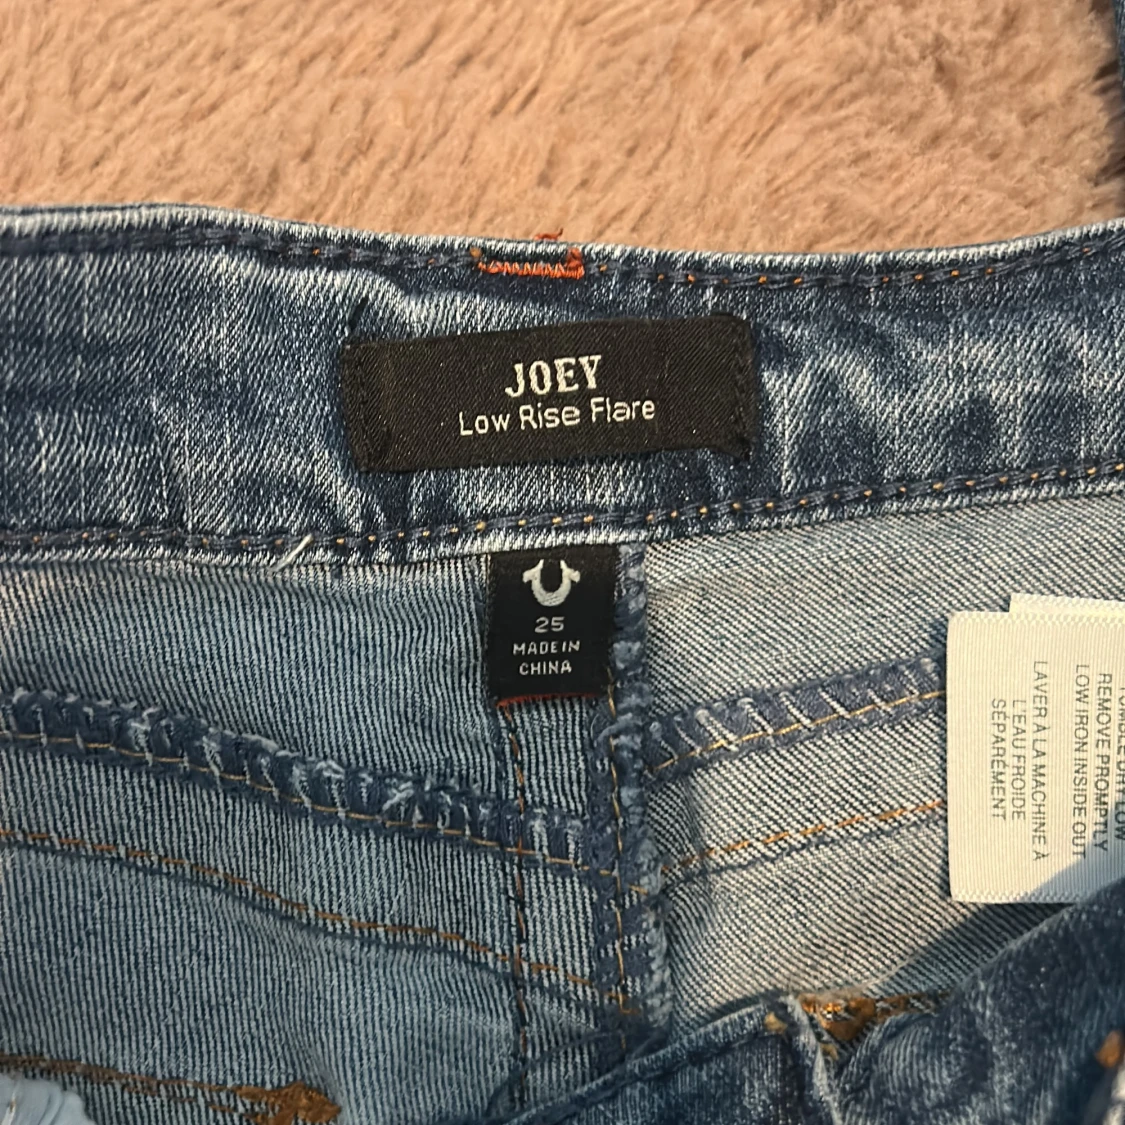 JOEY
Low Rise Flare
25
MADE IN
CHINA
REMOVE PROMPTLY
LOW IRON INSIDE OUT
LAVER À LA MACHINE À
L'EAU FROIDE
SÉPARÉMENT